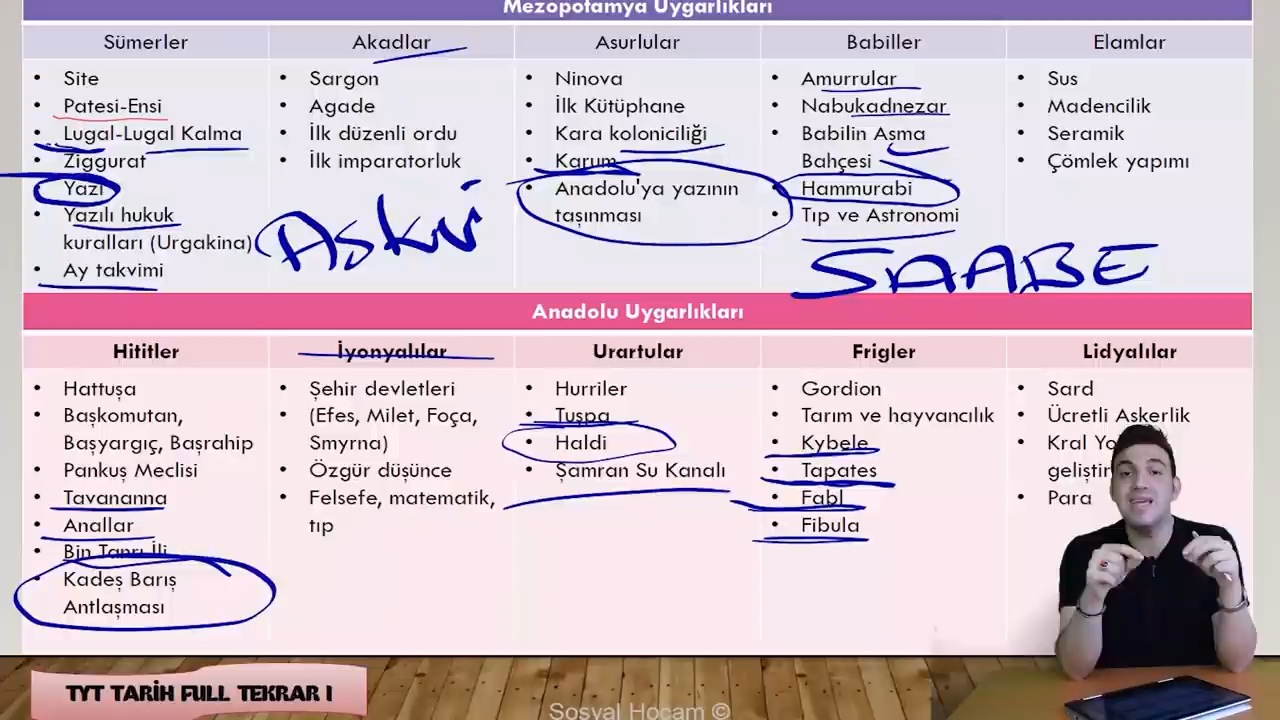 Mezopotamya Uygarlıkları
Sümerler
• Site
• Patesi-Ensi
• Lugal-Lugal Kalma
• Ziggurat
• Yazı
• Yazılı hukuk
kuralları (Urgakina)
• Ay takvimi
Akadlar
• Sargon
• Agade
• İlk düzenli ordu
• İlk imparatorluk
Asurlular
• Ninova
• İlk Kütüphane
• Kara koloniciliği
• Karum
• Anadolu'ya yazının
taşınması
Babiller
• Amurrular
• Nabukadnezar
• Babilin Asma
Bahçesi
• Hammurabi
• Tıp ve Astronomi
Elamlar
• Sus
• Madencilik
• Seramik
• Çömlek yapımı
SAABE
Anadolu Uygarlıkları
Hititler
• Hattuşa
• Başkomutan,
Başyargıç, Başrahip
• Pankuş Meclisi
• Tavananna
• Anallar
• Bin Tanrı İli
• Kadeş Barış
Antlaşması
İyonyalılar
• Şehir devletleri
• (Efes, Milet, Foça,
Smyrna)
• Özgür düşünce
• Felsefe, matematik,
tıp
Urartular
• Hurriler
• Tuşpa
• Haldi
• Şamran Su Kanalı
Frigler
• Gordion
• Tarım ve hayvancılık
• Kybele
• Tapates
• Fabl
• Fibula
Lidyalılar
• Sard
• Ücretli Askerlik
• Kral
• Para
TYT TARİH FULL TEKRAR I
Sosyal Hocam ©